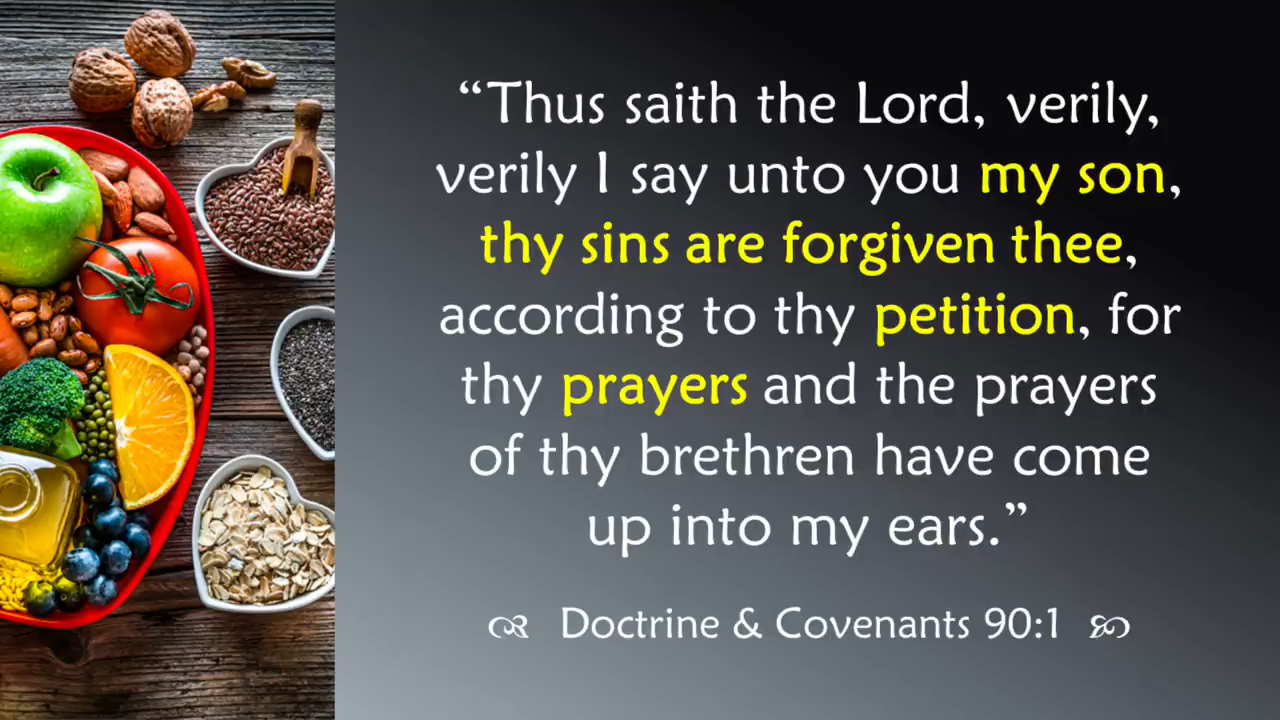 “Thus saith the Lord, verily,
verily I say unto you my son,
thy sins are forgiven thee,
according to thy petition, for
thy prayers and the prayers
of thy brethren have come
up into my ears.”
Doctrine & Covenants 90:1